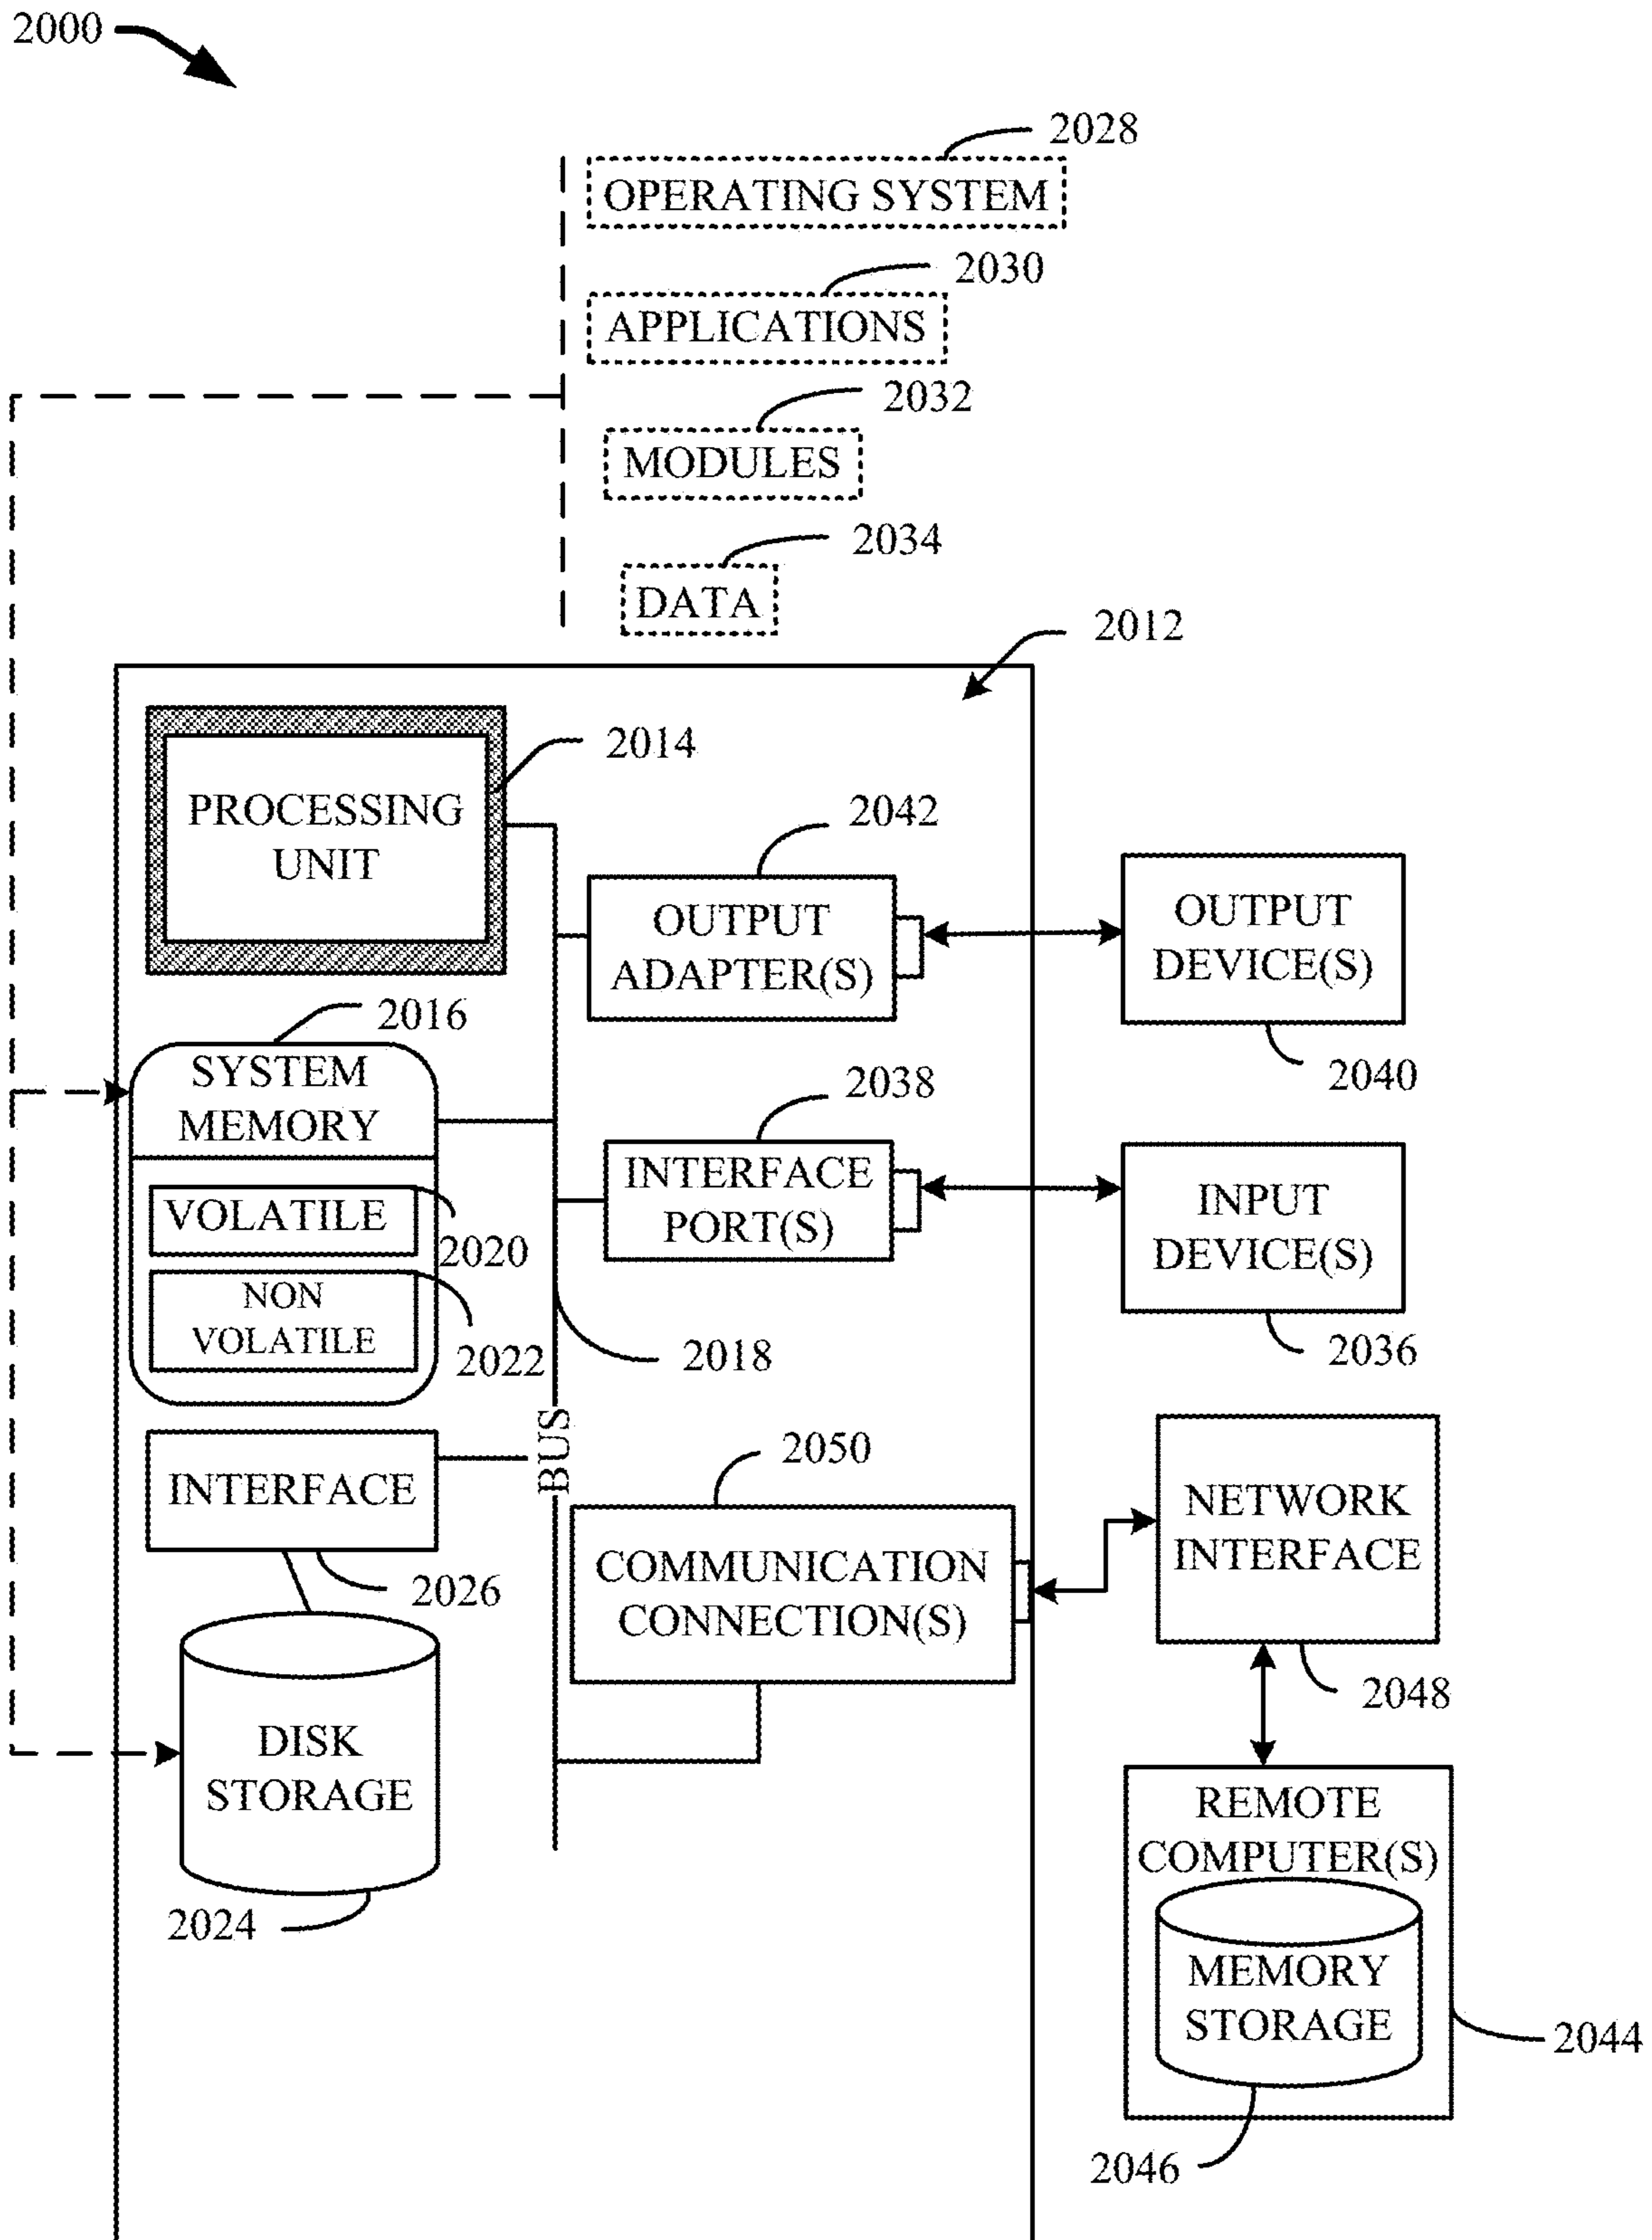 2000
2028
OPERATING SYSTEM
2030
APPLICATIONS
2032
MODULES
2034
DATA
2012
2014
PROCESSING
UNIT
2042
OUTPUT
ADAPTER(S)
OUTPUT
DEVICE(S)
2040
2016
SYSTEM
MEMORY
VOLATILE
2020
NON
VOLATILE
2022
2038
INTERFACE
PORT(S)
INPUT
DEVICE(S)
2036
2018
BUS
INTERFACE
2026
2050
COMMUNICATION
CONNECTION(S)
NETWORK
INTERFACE
2048
DISK
STORAGE
2024
REMOTE
COMPUTER(S)
MEMORY
STORAGE
2044
2046